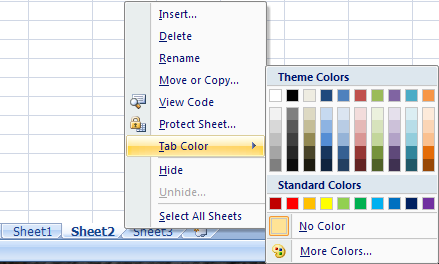 Insert...
Delete
Rename
Move or Copy...
View Code
Protect Sheet...
Tab Color
Hide
Unhide...
Select All Sheets
Theme Colors
Standard Colors
No Color
More Colors...
Sheet1 Sheet2 Sheet3